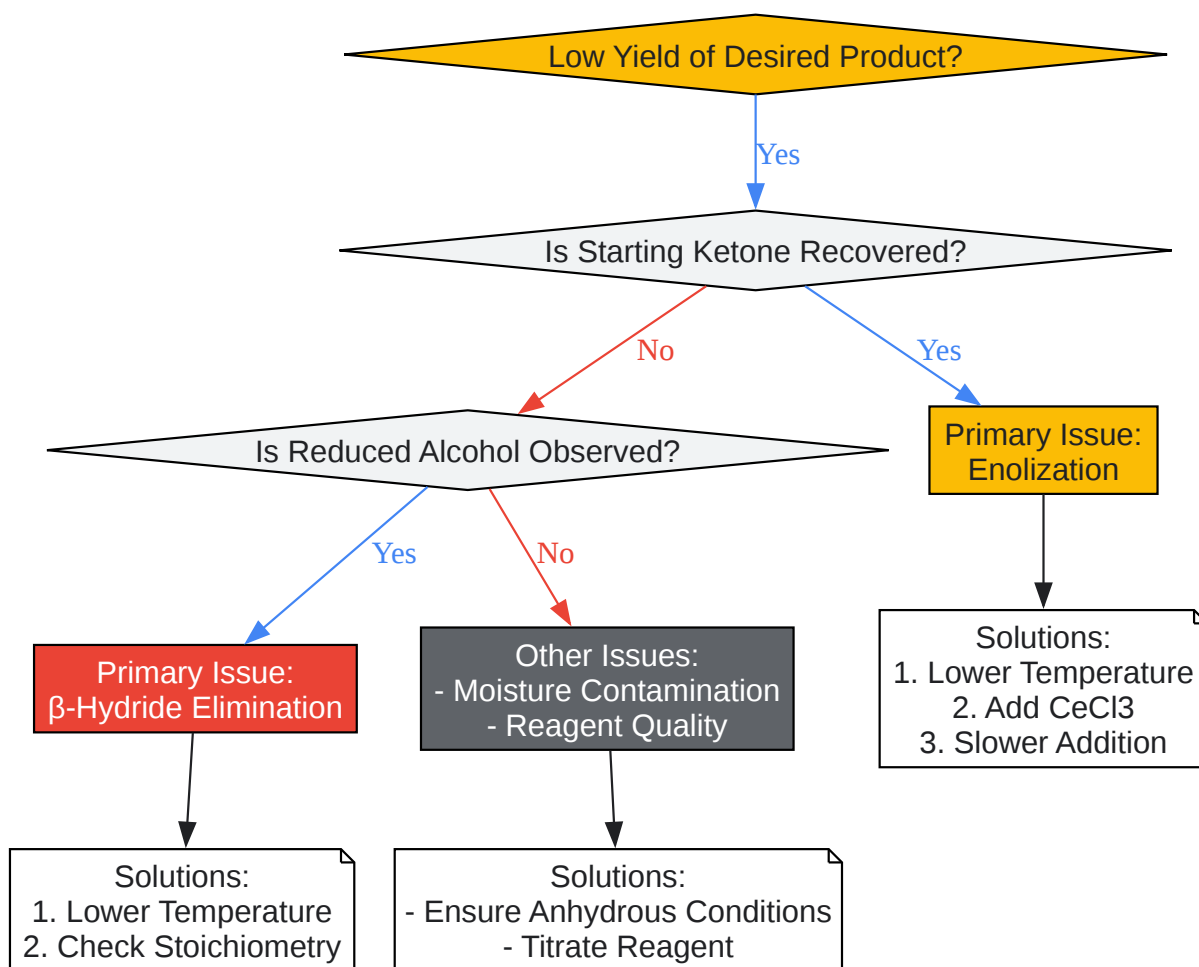 Low Yield of Desired Product?
Yes
Is Starting Ketone Recovered?
No
Yes
Is Reduced Alcohol Observed?
Primary Issue:
Enolization
Yes
No
Solutions:
1. Lower Temperature
2. Add CeCl3
3. Slower Addition
Primary Issue:
β-Hydride Elimination
Other Issues:
- Moisture Contamination
- Reagent Quality
Solutions:
1. Lower Temperature
2. Check Stoichiometry
Solutions:
- Ensure Anhydrous Conditions
- Titrate Reagent